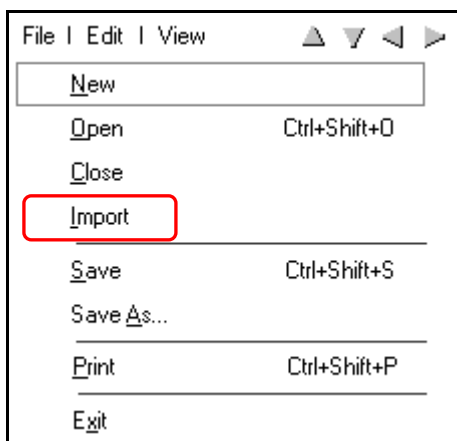 File | Edit | View
New
Open Ctrl+Shift+O
Close
Import
Save Ctrl+Shift+S
Save As...
Print Ctrl+Shift+P
Exit